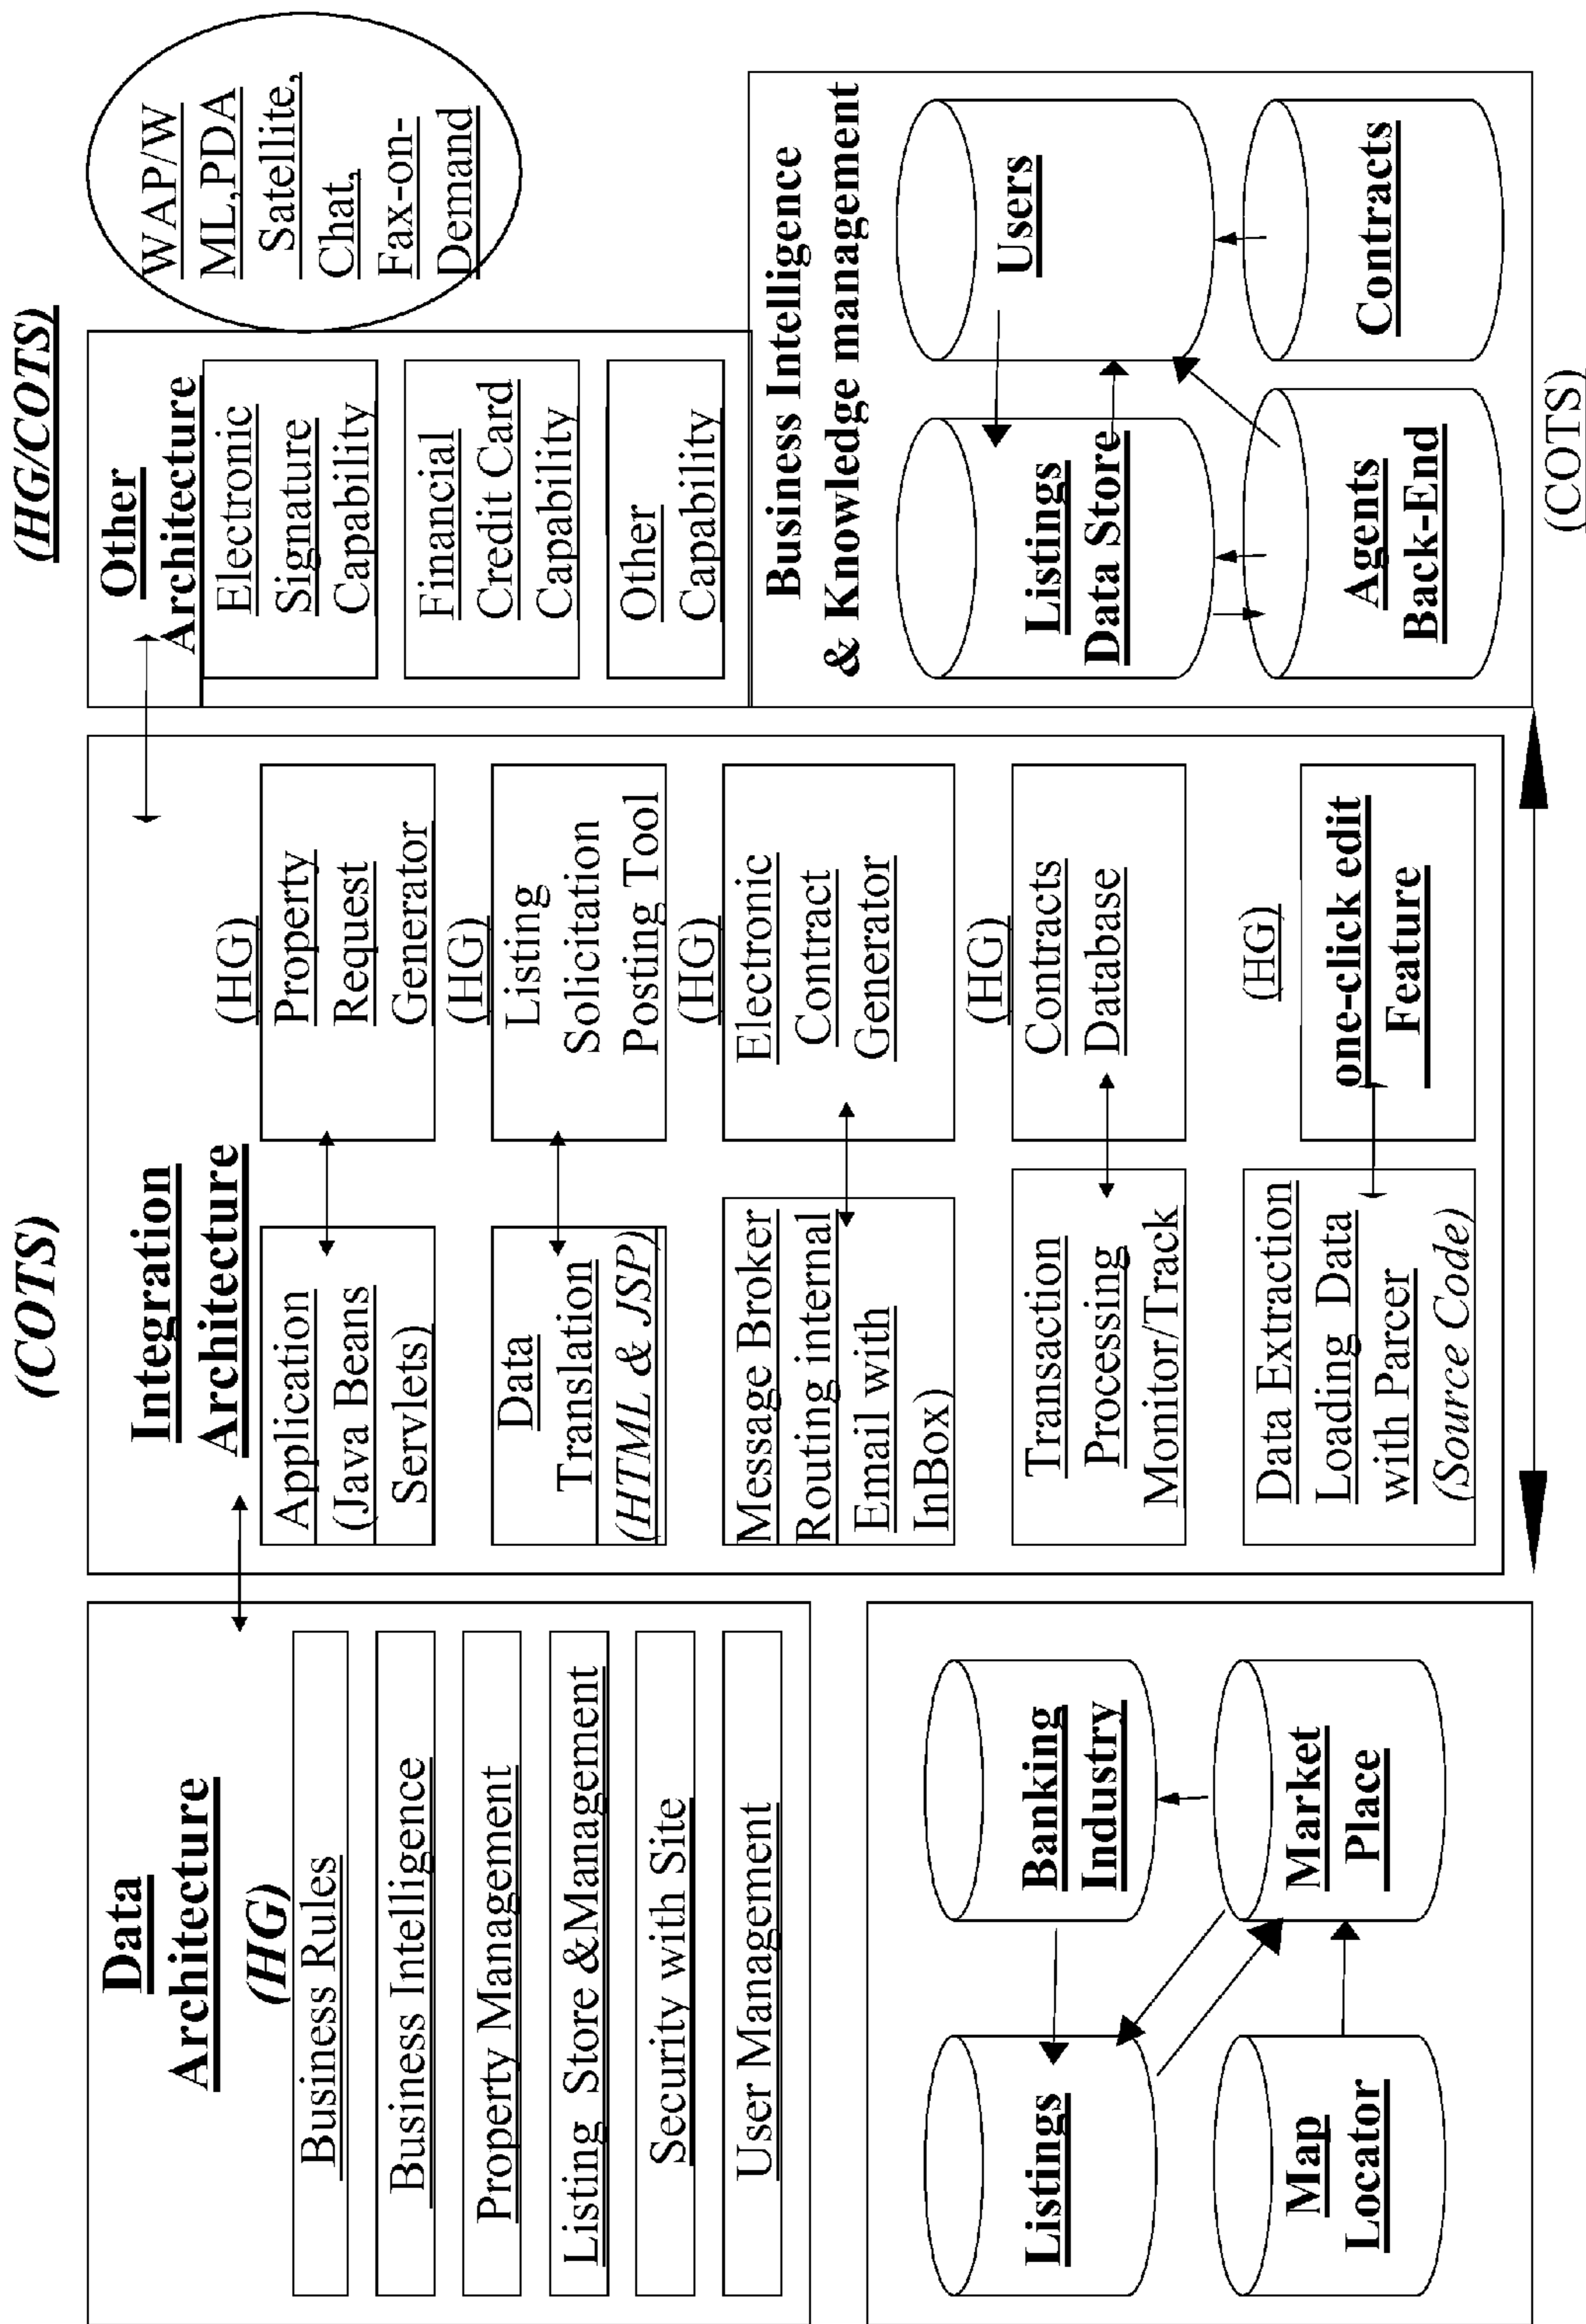 Data
Architecture
(HG)
Business Rules
Business Intelligence
Property Management
Listing Store &Management
Security with Site
User Management
Listings
Banking
Industry
Map
Locator
Market
Place
(COTS)
Integration
Architecture
Application
(Java Beans
Servlets)
(HG)
Property
Request
Generator
Data
Translation
(HTML & JSP)
(HG)
Listing
Solicitation
Posting Tool
Message Broker
Routing internal
Email with
InBox)
(HG)
Electronic
Contract
Generator
Transaction
Processing
Monitor/Track
(HG)
Contracts
Database
Data Extraction
Loading Data
with Parcer
(Source Code)
(HG)
one-click edit
Feature
(HG/COTS)
Other
Architecture
Electronic
Signature
Capability
Financial
Credit Card
Capability
Other
Capability
WAP/W
ML,PDA
Satellite,
Chat,
Fax-on-
Demand
Business Intelligence
& Knowledge management
Listings
Data Store
Users
Agents
Back-End
Contracts
(COTS)